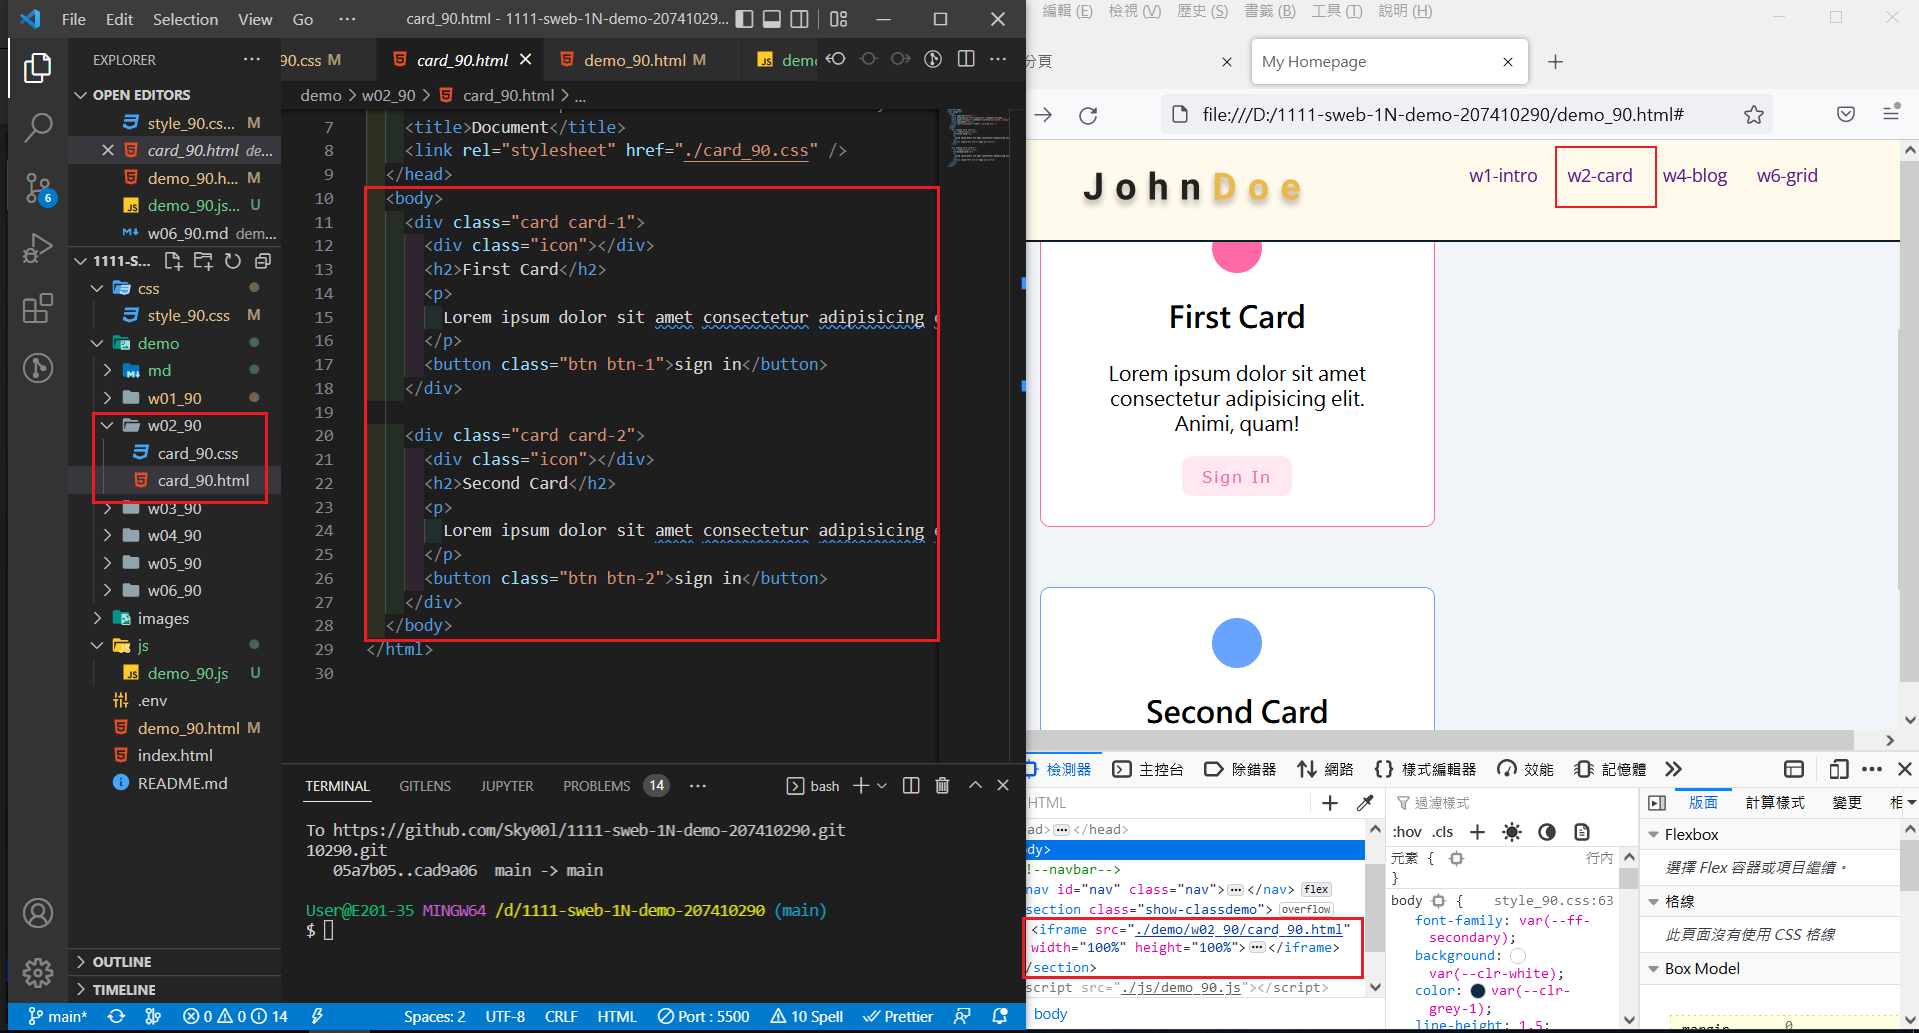 File Edit Selection View Go ··· card_90.html - 1111-sweb-1N-demo-20741029...
EXPLORER
OPEN EDITORS
style_90.cs... M
card_90.html de...
demo_90.h... M
demo_90.js... U
w06_90.md dem...
1111-S...
css
style_90.css M
demo
md
w01_90
w02_90
card_90.css
card_90.html
w03_90
w04_90
w05_90
w06_90
images
js
demo_90.js U
.env
demo_90.html M
index.html
README.md
OUTLINE
TIMELINE
6
90.css M card_90.html demo_90.html M demo
demo > w02_90 > card_90.html > ...
7 <title>Document</title>
8 <link rel="stylesheet" href="./card_90.css" />
9 </head>
10 <body>
11 <div class="card card-1">
12 <div class="icon"></div>
13 <h2>First Card</h2>
14 <p>
15 Lorem ipsum dolor sit amet consectetur adipisicing e
16 </p>
17 <button class="btn btn-1">sign in</button>
18 </div>
19
20 <div class="card card-2">
21 <div class="icon"></div>
22 <h2>Second Card</h2>
23 <p>
24 Lorem ipsum dolor sit amet consectetur adipisicing e
25 </p>
26 <button class="btn btn-2">sign in</button>
27 </div>
28 </body>
29 </html>
30
TERMINAL GITLENS JUPYTER PROBLEMS 14 ··· bash
To https://github.com/Sky00l/1111-sweb-1N-demo-207410290.git
10290.git
05a7b05..cad9a06 main -> main
User@E201-35 MINGW64 /d/1111-sweb-1N-demo-207410290 (main)
$
main* 0 0 14 Spaces: 2 UTF-8 CRLF HTML Port : 5500 10 Spell Prettier
編輯 (E) 檢視 (V) 歷史 (S) 書籤 (B) 工具 (T) 說明 (H)
分頁 My Homepage
file:///D:/1111-sweb-1N-demo-207410290/demo_90.html#
JohnDoe
w1-intro w2-card w4-blog w6-grid
First Card
Lorem ipsum dolor sit amet
consectetur adipisicing elit.
Animi, quam!
Sign In
Second Card
檢測器 主控台 除錯器 網路 樣式編輯器 效能 記憶體
HTML
ead> ··· </head>
dy>
!--navbar-->
nav id="nav" class="nav"> ··· </nav> flex
section class="show-classdemo"> overflow
<iframe src="./demo/w02_90/card_90.html"
width="100%" height="100%"> ··· </iframe>
/section>
script src="./js/demo_90.js"></script>
body
過濾樣式
:hov .cls
元素 { 行內
}
body { style_90.css:63
font-family: var(--ff-
secondary);
background:
var(--clr-white);
color: var(--clr-
grey-1);
line-height: 1.5;
版面 計算樣式 變更 相
Flexbox
選擇 Flex 容器或項目繼續。
格線
此頁面沒有使用 CSS 格線
Box Model
margin 0